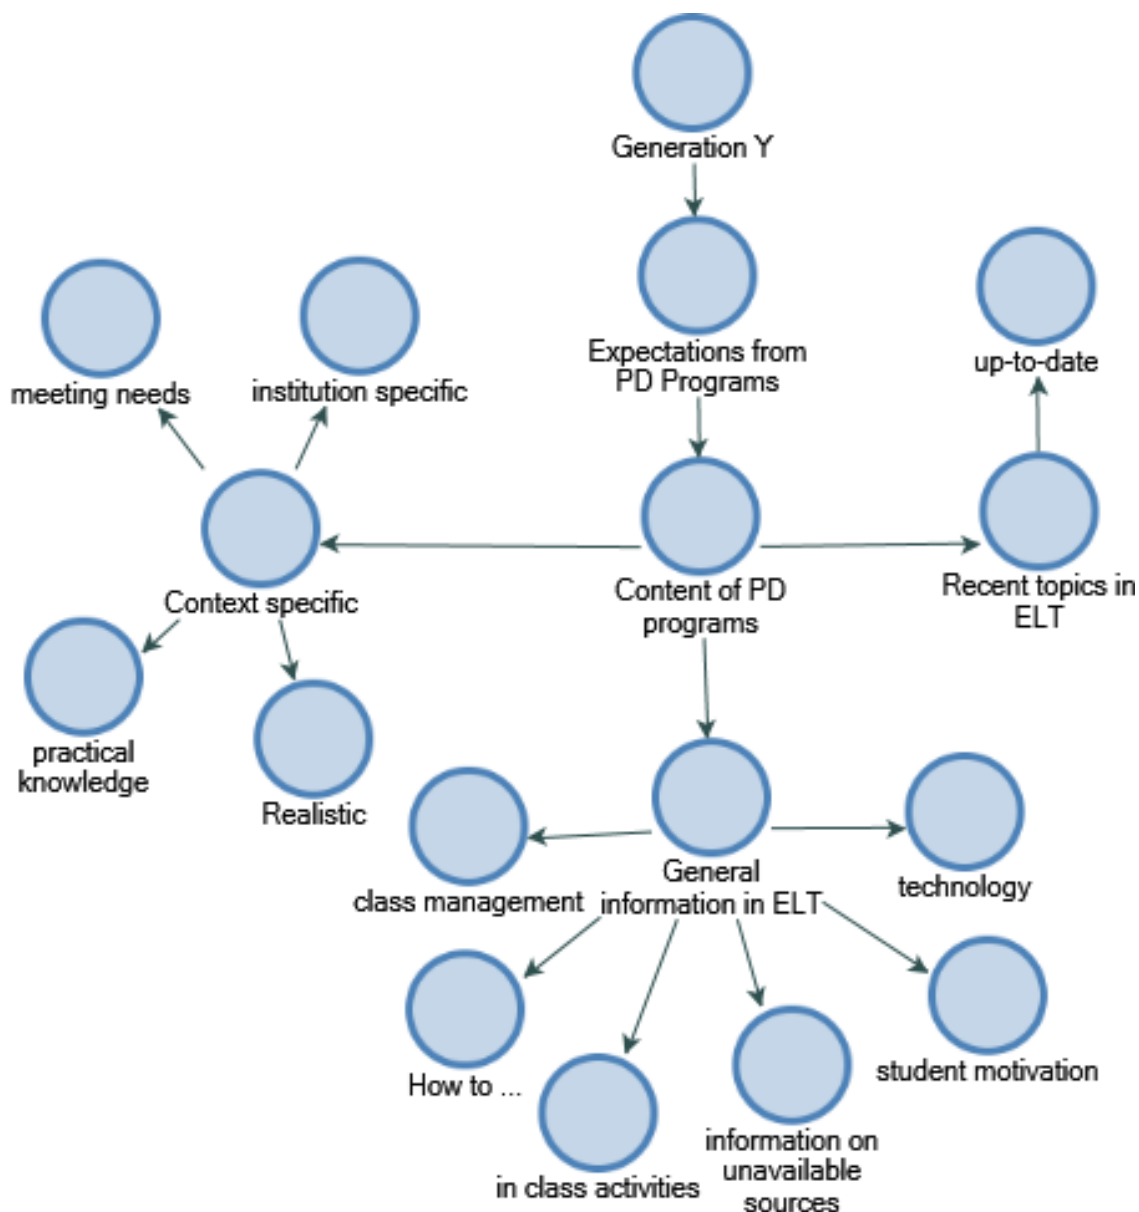 Generation Y
Expectations from
PD Programs
up-to-date
meeting needs
institution specific
Content of PD
programs
Recent topics in
ELT
Context specific
practical
knowledge
Realistic
General
information in ELT
class management
technology
How to ...
in class activities
information on
unavailable
sources
student motivation